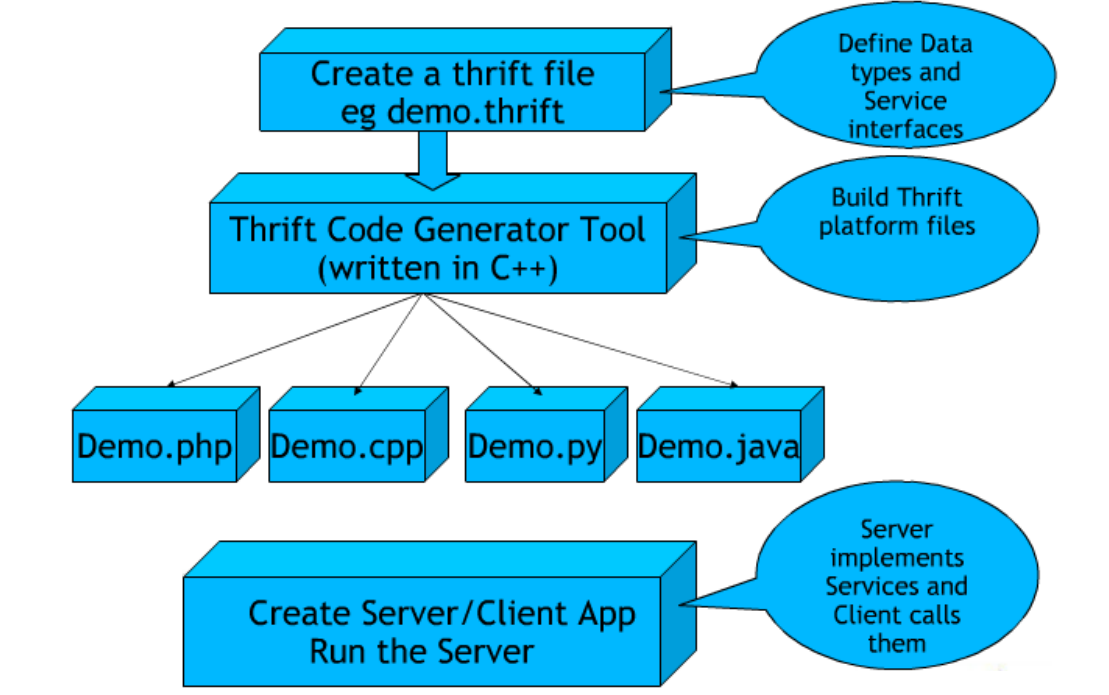 Create a thrift file
eg demo.thrift
Define Data
types and
Service
interfaces
Thrift Code Generator Tool
(written in C++)
Build Thrift
platform files
Demo.php
Demo.cpp
Demo.py
Demo.java
Create Server/Client App
Run the Server
Server
implements
Services and
Client calls
them